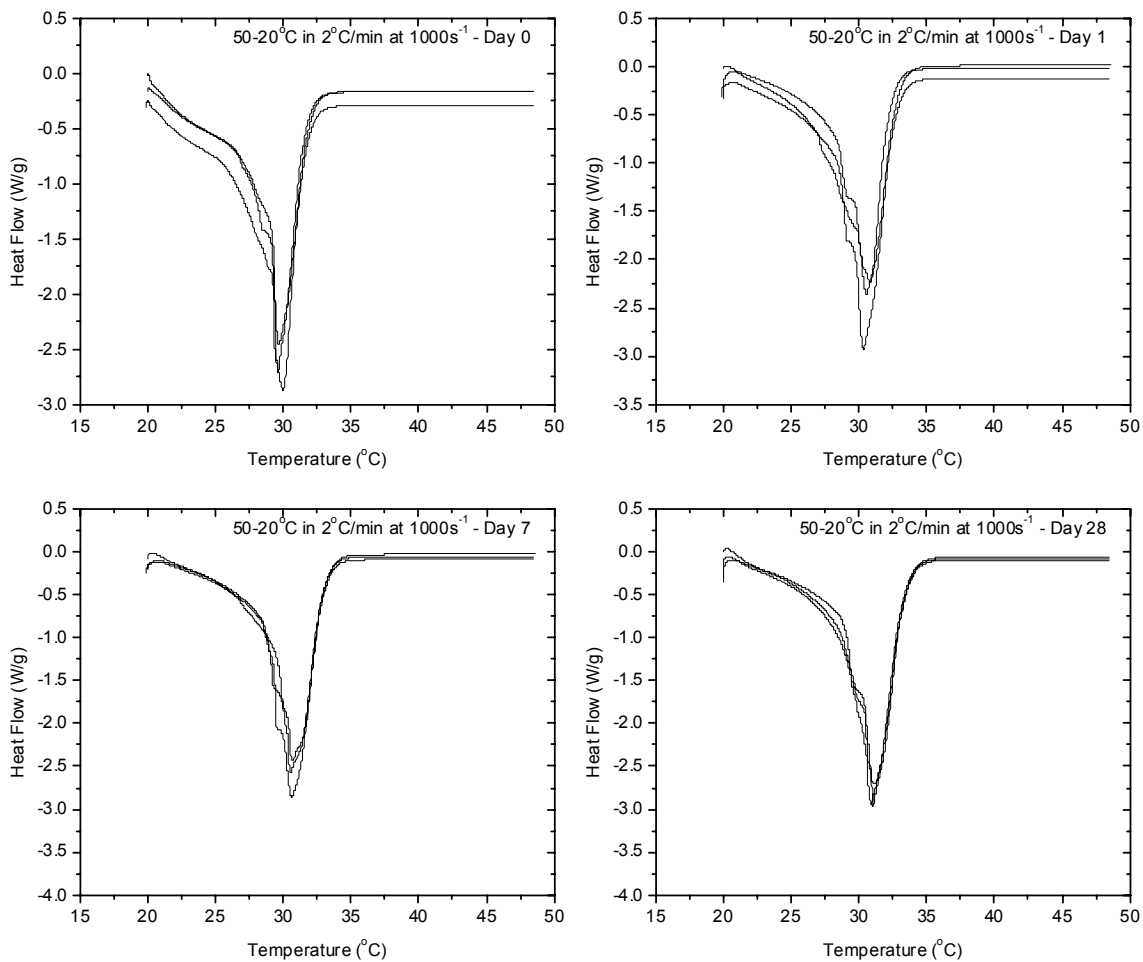 50-20°C in 2°C/min at 1000s⁻¹ - Day 0
Heat Flow (W/g)
0.5
0.0
-0.5
-1.0
-1.5
-2.0
-2.5
-3.0
15 20 25 30 35 40 45 50
Temperature (°C)
50-20°C in 2°C/min at 1000s⁻¹ - Day 1
Heat Flow (W/g)
0.5
0.0
-0.5
-1.0
-1.5
-2.0
-2.5
-3.0
-3.5
15 20 25 30 35 40 45 50
Temperature (°C)
50-20°C in 2°C/min at 1000s⁻¹ - Day 7
Heat Flow (W/g)
0.5
0.0
-0.5
-1.0
-1.5
-2.0
-2.5
-3.0
-3.5
-4.0
15 20 25 30 35 40 45 50
Temperature (°C)
50-20°C in 2°C/min at 1000s⁻¹ - Day 28
Heat Flow (W/g)
0.5
0.0
-0.5
-1.0
-1.5
-2.0
-2.5
-3.0
-3.5
-4.0
15 20 25 30 35 40 45 50
Temperature (°C)